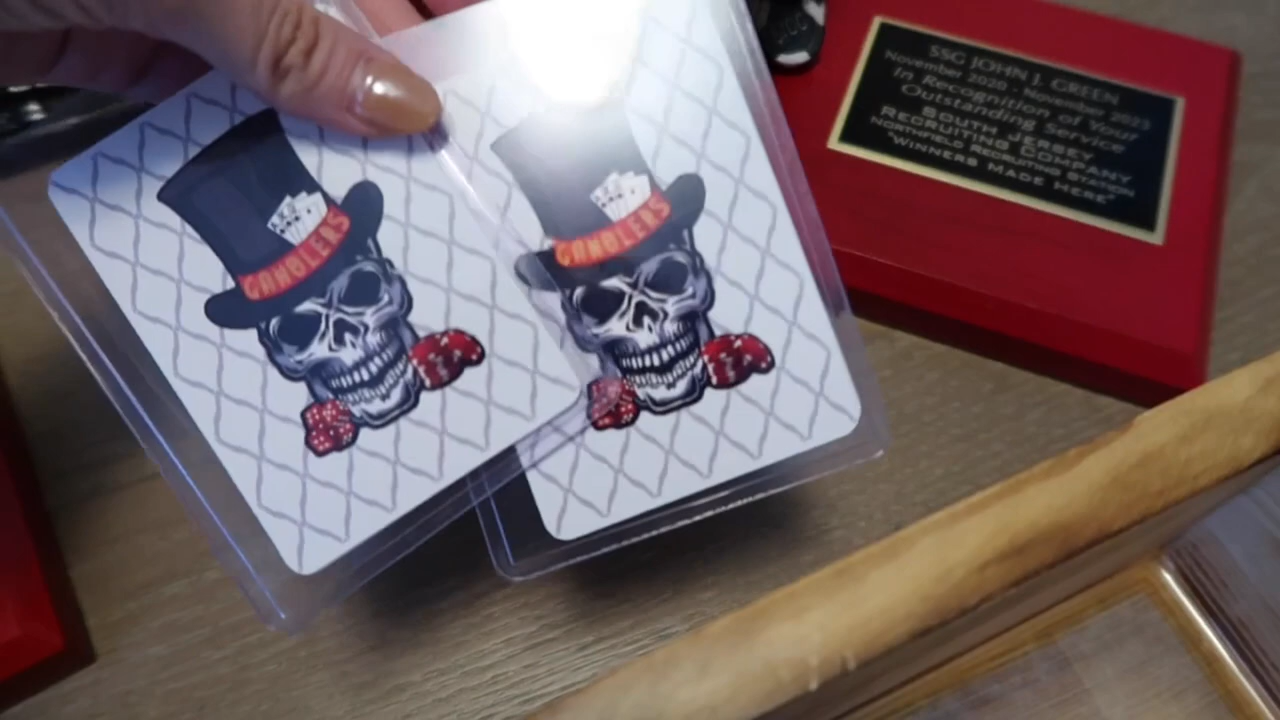 GAMBLERS
GAMBLERS
SSG JOHN J. GREEN
November 2020 - November 2023
In Recognition of Your
Outstanding Service
SOUTH JERSEY
RECRUITING COMPANY
NORTHFIELD RECRUITING STATION
"WINNERS MADE HERE"